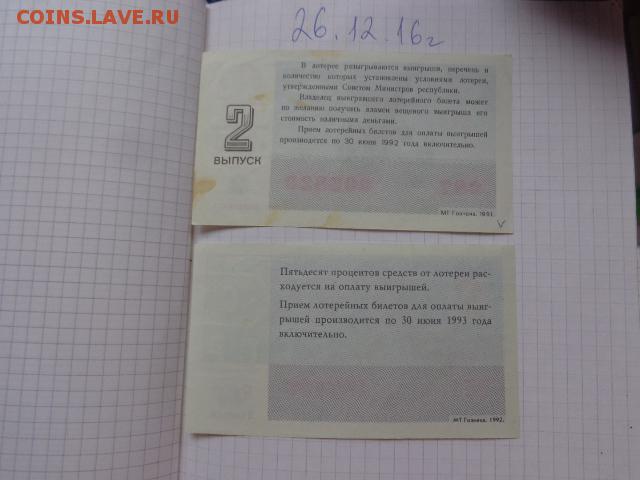 COINS.LAVE.RU
26.12.16г
В лотерее разыгрываются выигрыши, перечень и
количество которых установлены условиями лотереи,
утвержденными Советом Министров республики.
Владелец выигравшего лотерейного билета может
по желанию получить взамен вещевого выигрыша его
стоимость наличными деньгами.
Прием лотерейных билетов для оплаты выигрышей
производится по 30 июня 1992 года включительно.
2
ВЫПУСК
МТ Гознака. 1991.
Пятьдесят процентов средств от лотереи рас-
ходуется на оплату выигрышей.
Прием лотерейных билетов для оплаты выиг-
рышей производится по 30 июня 1993 года
включительно.
МТ Гознака. 1992.